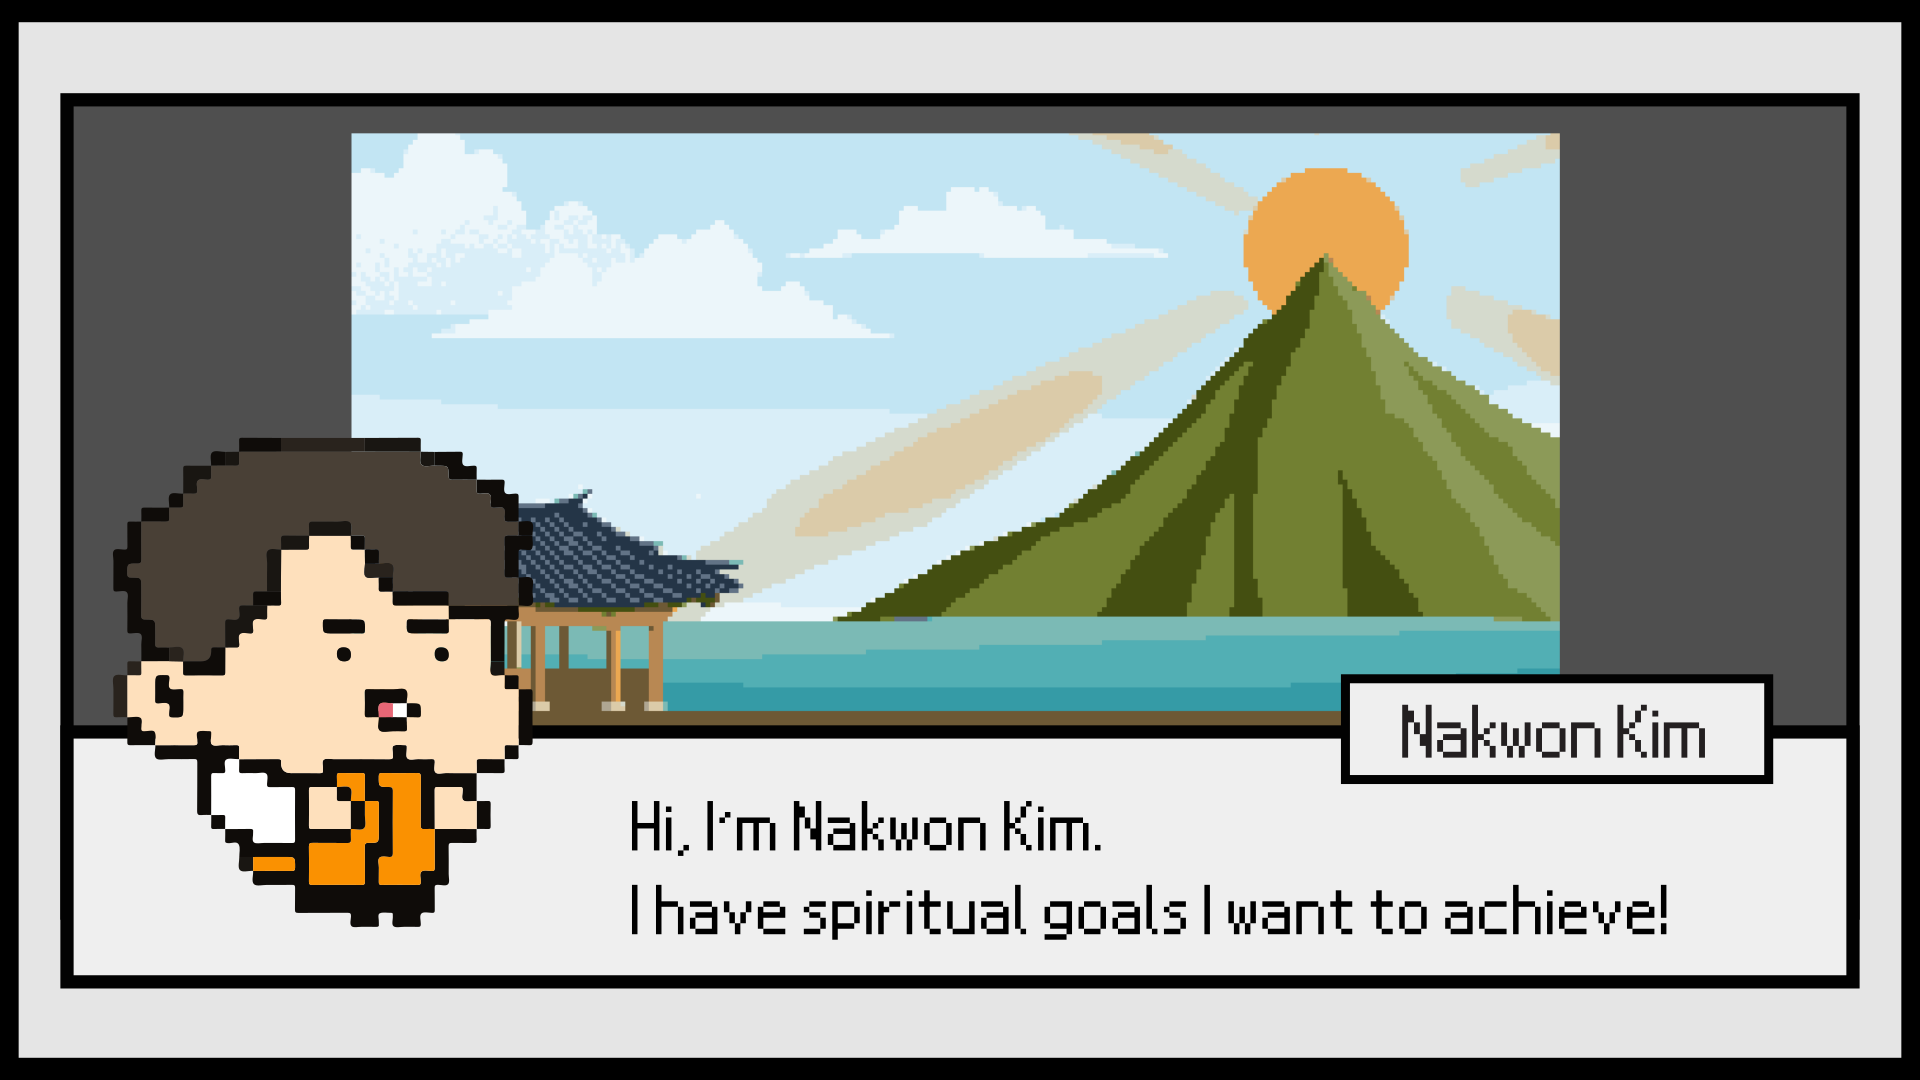 Nakwon Kim
Hi, I'm Nakwon Kim.
I have spiritual goals I want to achieve!